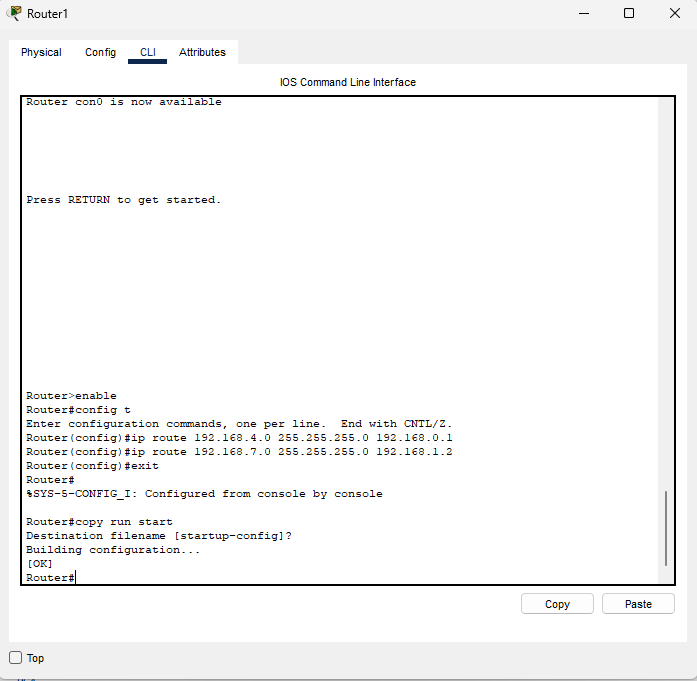 Router1
Physical Config CLI Attributes
IOS Command Line Interface
Router con0 is now available
Press RETURN to get started.
Router>enable
Router#config t
Enter configuration commands, one per line.  End with CNTL/Z.
Router(config)#ip route 192.168.4.0 255.255.255.0 192.168.0.1
Router(config)#ip route 192.168.7.0 255.255.255.0 192.168.1.2
Router(config)#exit
Router#
%SYS-5-CONFIG_I: Configured from console by console
Router#copy run start
Destination filename [startup-config]?
Building configuration...
[OK]
Router#
Copy Paste
Top